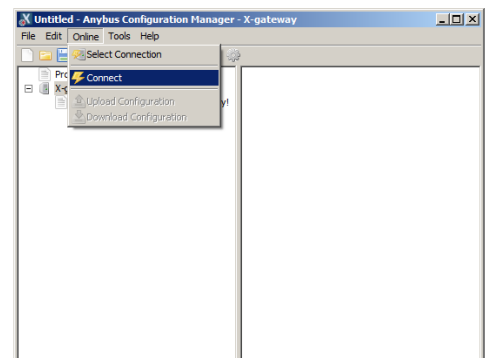 Untitled - Anybus Configuration Manager - X-gateway
File Edit Online Tools Help
Select Connection
Connect
Upload Configuration
Download Configuration